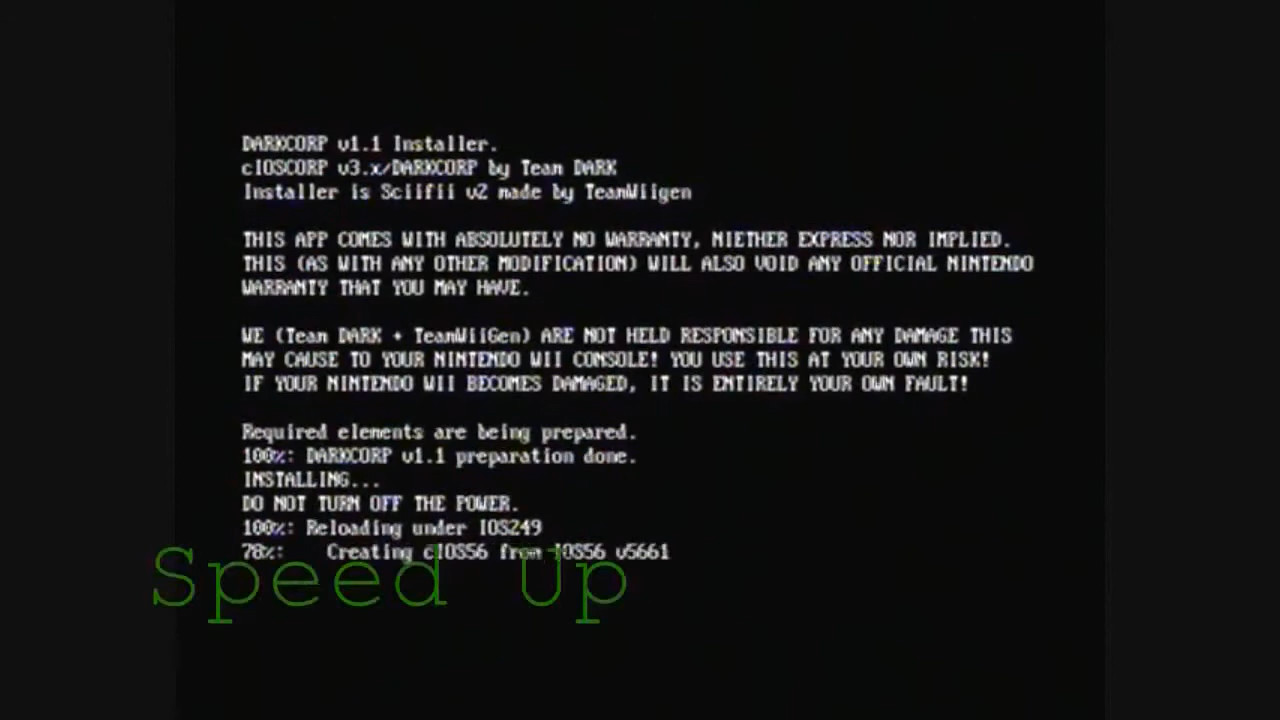 DARKCORP v1.1 Installer.
cIOSCORP v3.x/DARKCORP by Team DARK
Installer is Sciifii v2 made by TeamWiigen
THIS APP COMES WITH ABSOLUTELY NO WARRANTY, NIETHER EXPRESS NOR IMPLIED.
THIS (AS WITH ANY OTHER MODIFICATION) WILL ALSO VOID ANY OFFICIAL NINTENDO
WARRANTY THAT YOU MAY HAVE.
WE (Team DARK + TeamWiiGen) ARE NOT HELD RESPONSIBLE FOR ANY DAMAGE THIS
MAY CAUSE TO YOUR NINTENDO WII CONSOLE! YOU USE THIS AT YOUR OWN RISK!
IF YOUR NINTENDO WII BECOMES DAMAGED, IT IS ENTIRELY YOUR OWN FAULT!
Required elements are being prepared.
100%: DARKCORP v1.1 preparation done.
INSTALLING...
DO NOT TURN OFF THE POWER.
100%: Reloading under IOS249
78%: Creating cIOS56 from IOS56 v5661
Speed Up